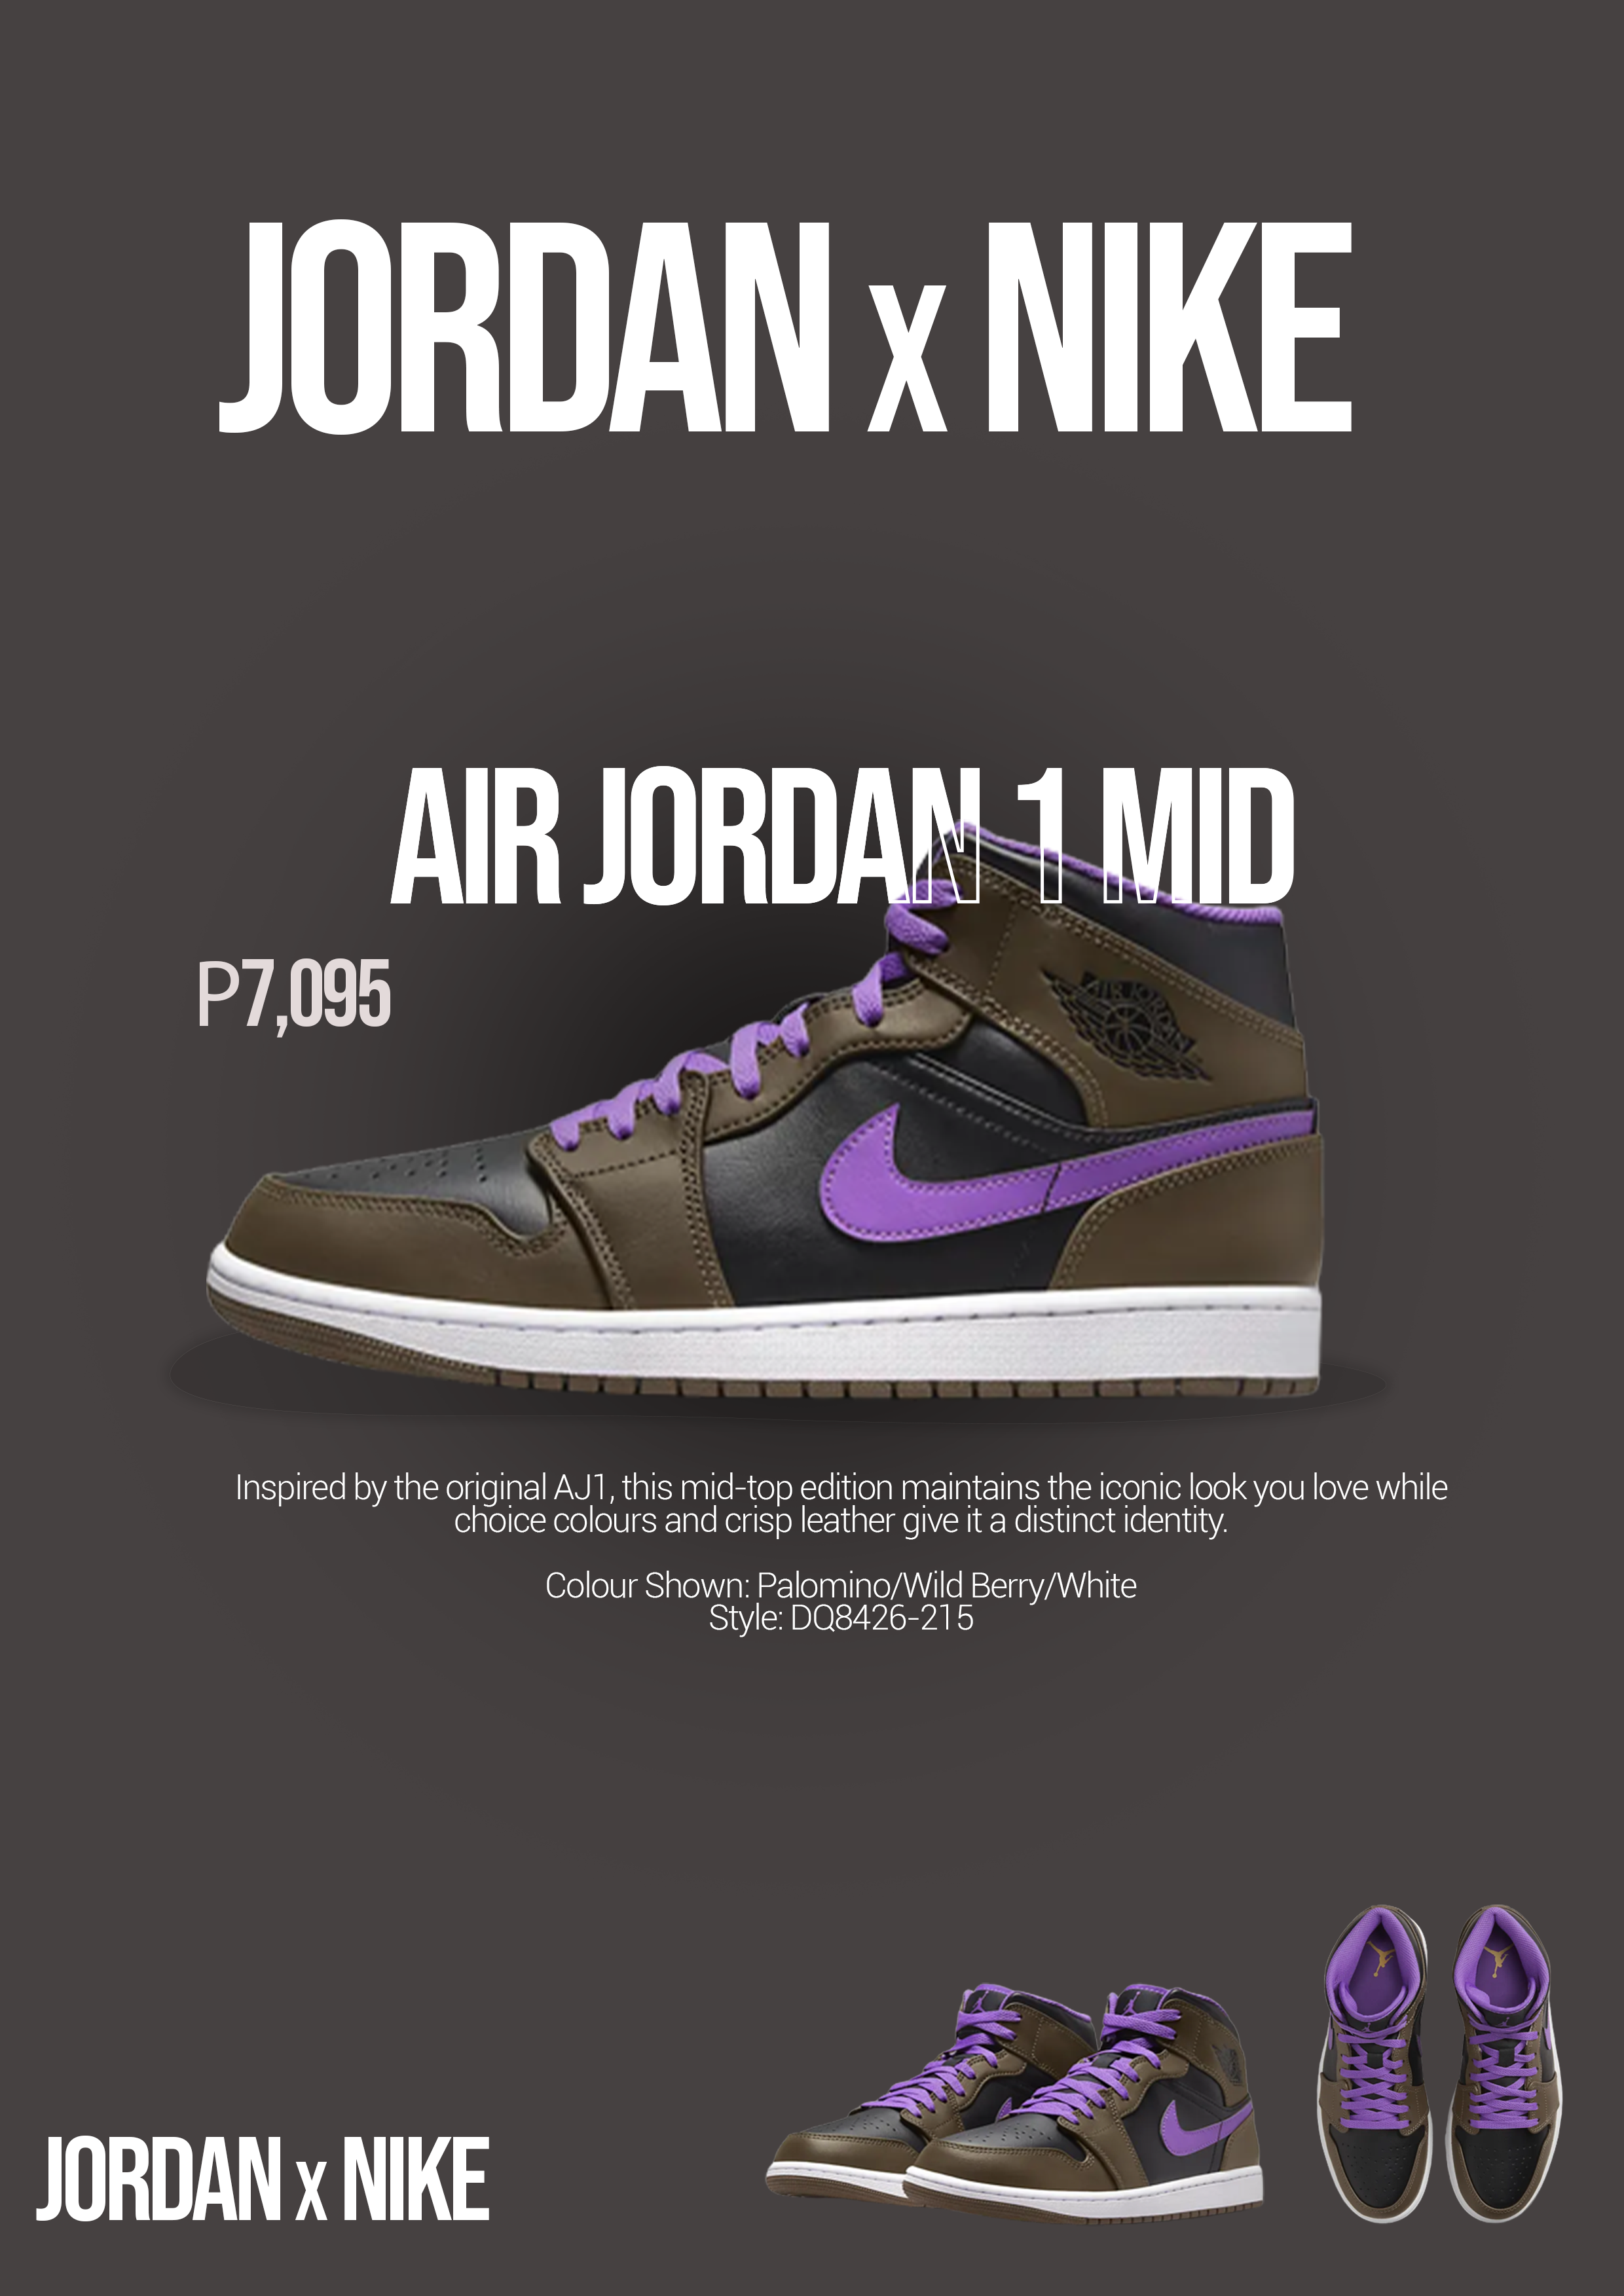 JORDAN x NIKE
AIR JORDAN 1 MID
P7,095
AIR JORDAN
Inspired by the original AJ1, this mid-top edition maintains the iconic look you love while
choice colours and crisp leather give it a distinct identity.
Colour Shown: Palomino/Wild Berry/White
Style: DQ8426-215
JORDAN x NIKE